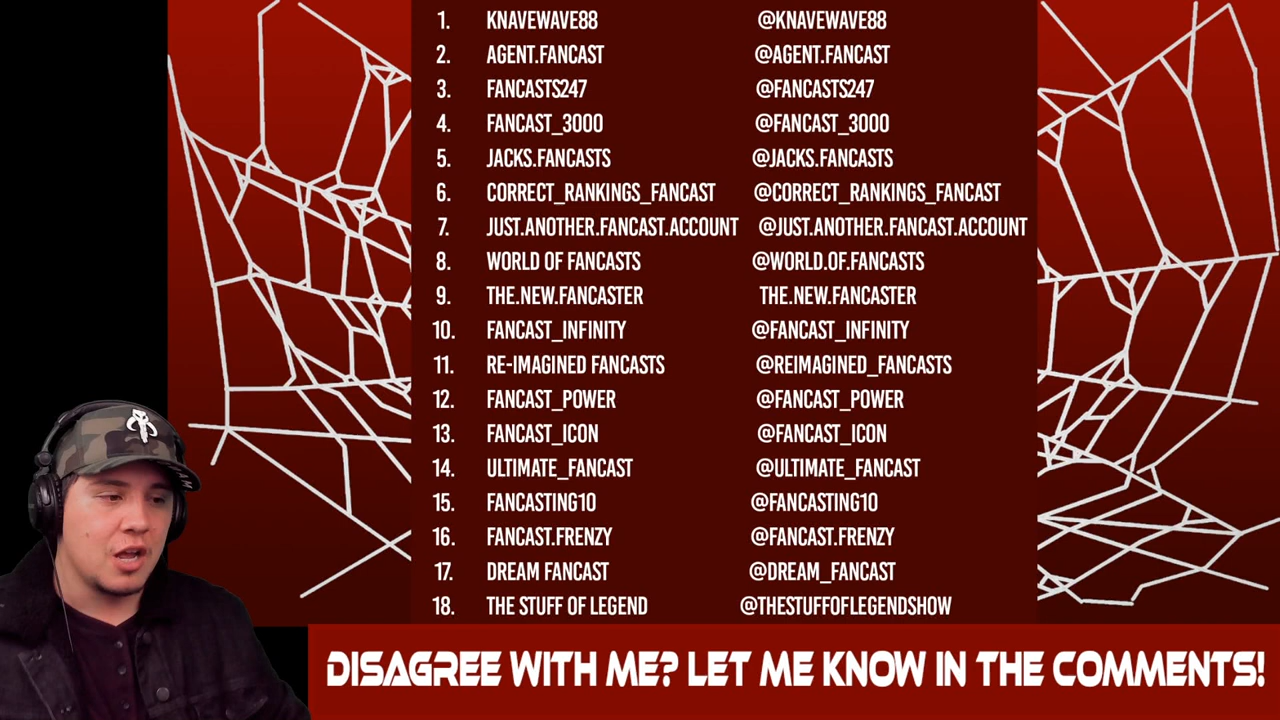 1. KNAVEWAVE88 @KNAVEWAVE88
2. AGENT.FANCAST @AGENT.FANCAST
3. FANCASTS247 @FANCASTS247
4. FANCAST_3000 @FANCAST_3000
5. JACKS.FANCASTS @JACKS.FANCASTS
6. CORRECT_RANKINGS_FANCAST @CORRECT_RANKINGS_FANCAST
7. JUST.ANOTHER.FANCAST.ACCOUNT @JUST.ANOTHER.FANCAST.ACCOUNT
8. WORLD OF FANCASTS @WORLD.OF.FANCASTS
9. THE.NEW.FANCASTER THE.NEW.FANCASTER
10. FANCAST_INFINITY @FANCAST_INFINITY
11. RE-IMAGINED FANCASTS @REIMAGINED_FANCASTS
12. FANCAST_POWER @FANCAST_POWER
13. FANCAST_ICON @FANCAST_ICON
14. ULTIMATE_FANCAST @ULTIMATE_FANCAST
15. FANCASTING10 @FANCASTING10
16. FANCAST.FRENZY @FANCAST.FRENZY
17. DREAM FANCAST @DREAM_FANCAST
18. THE STUFF OF LEGEND @THESTUFFOFLEGENDSHOW
DISAGREE WITH ME? LET ME KNOW IN THE COMMENTS!